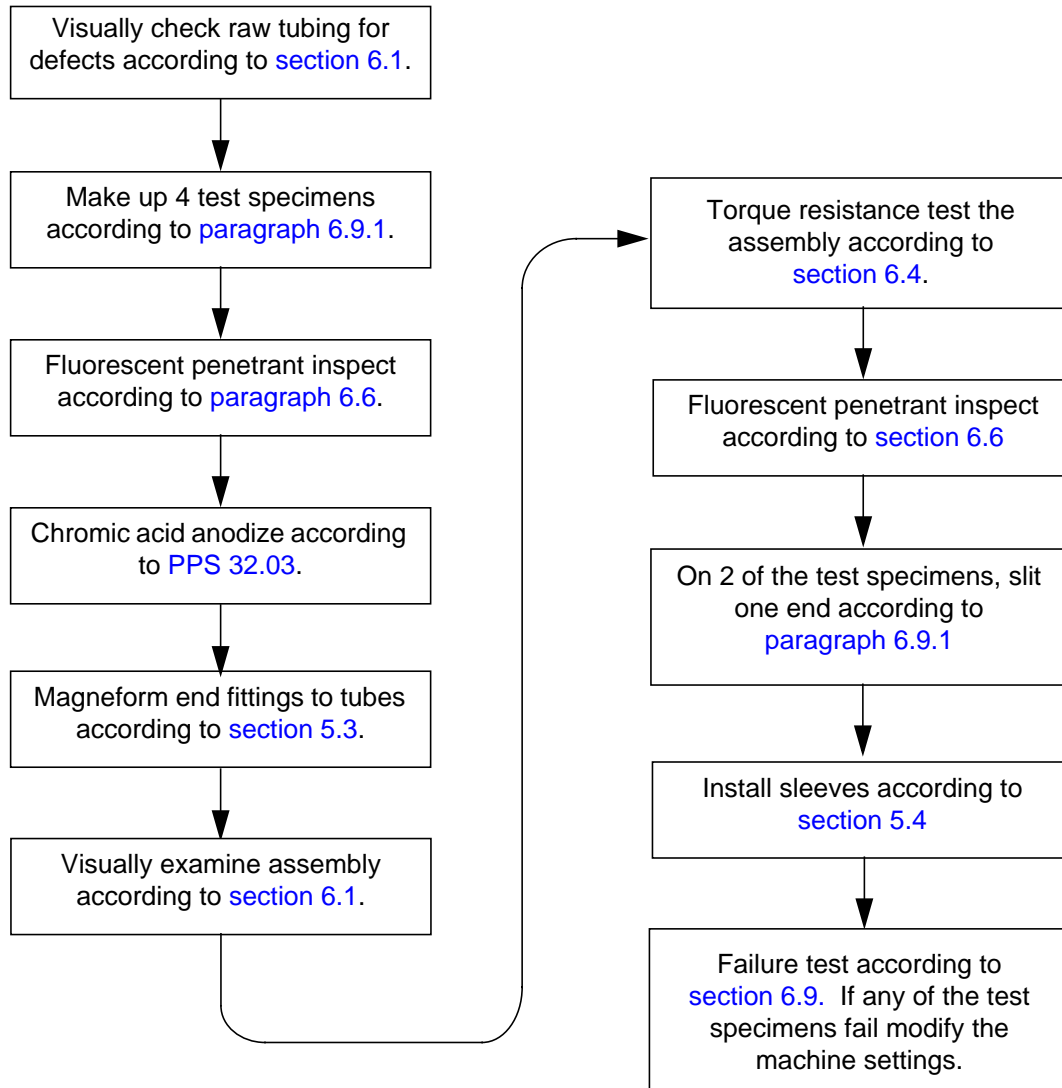 Visually check raw tubing for
defects according to section 6.1.
Make up 4 test specimens
according to paragraph 6.9.1.
Fluorescent penetrant inspect
according to paragraph 6.6.
Chromic acid anodize according
to PPS 32.03.
Magneform end fittings to tubes
according to section 5.3.
Visually examine assembly
according to section 6.1.
Torque resistance test the
assembly according to
section 6.4.
Fluorescent penetrant inspect
according to section 6.6
On 2 of the test specimens, slit
one end according to
paragraph 6.9.1
Install sleeves according to
section 5.4
Failure test according to
section 6.9.  If any of the test
specimens fail modify the
machine settings.